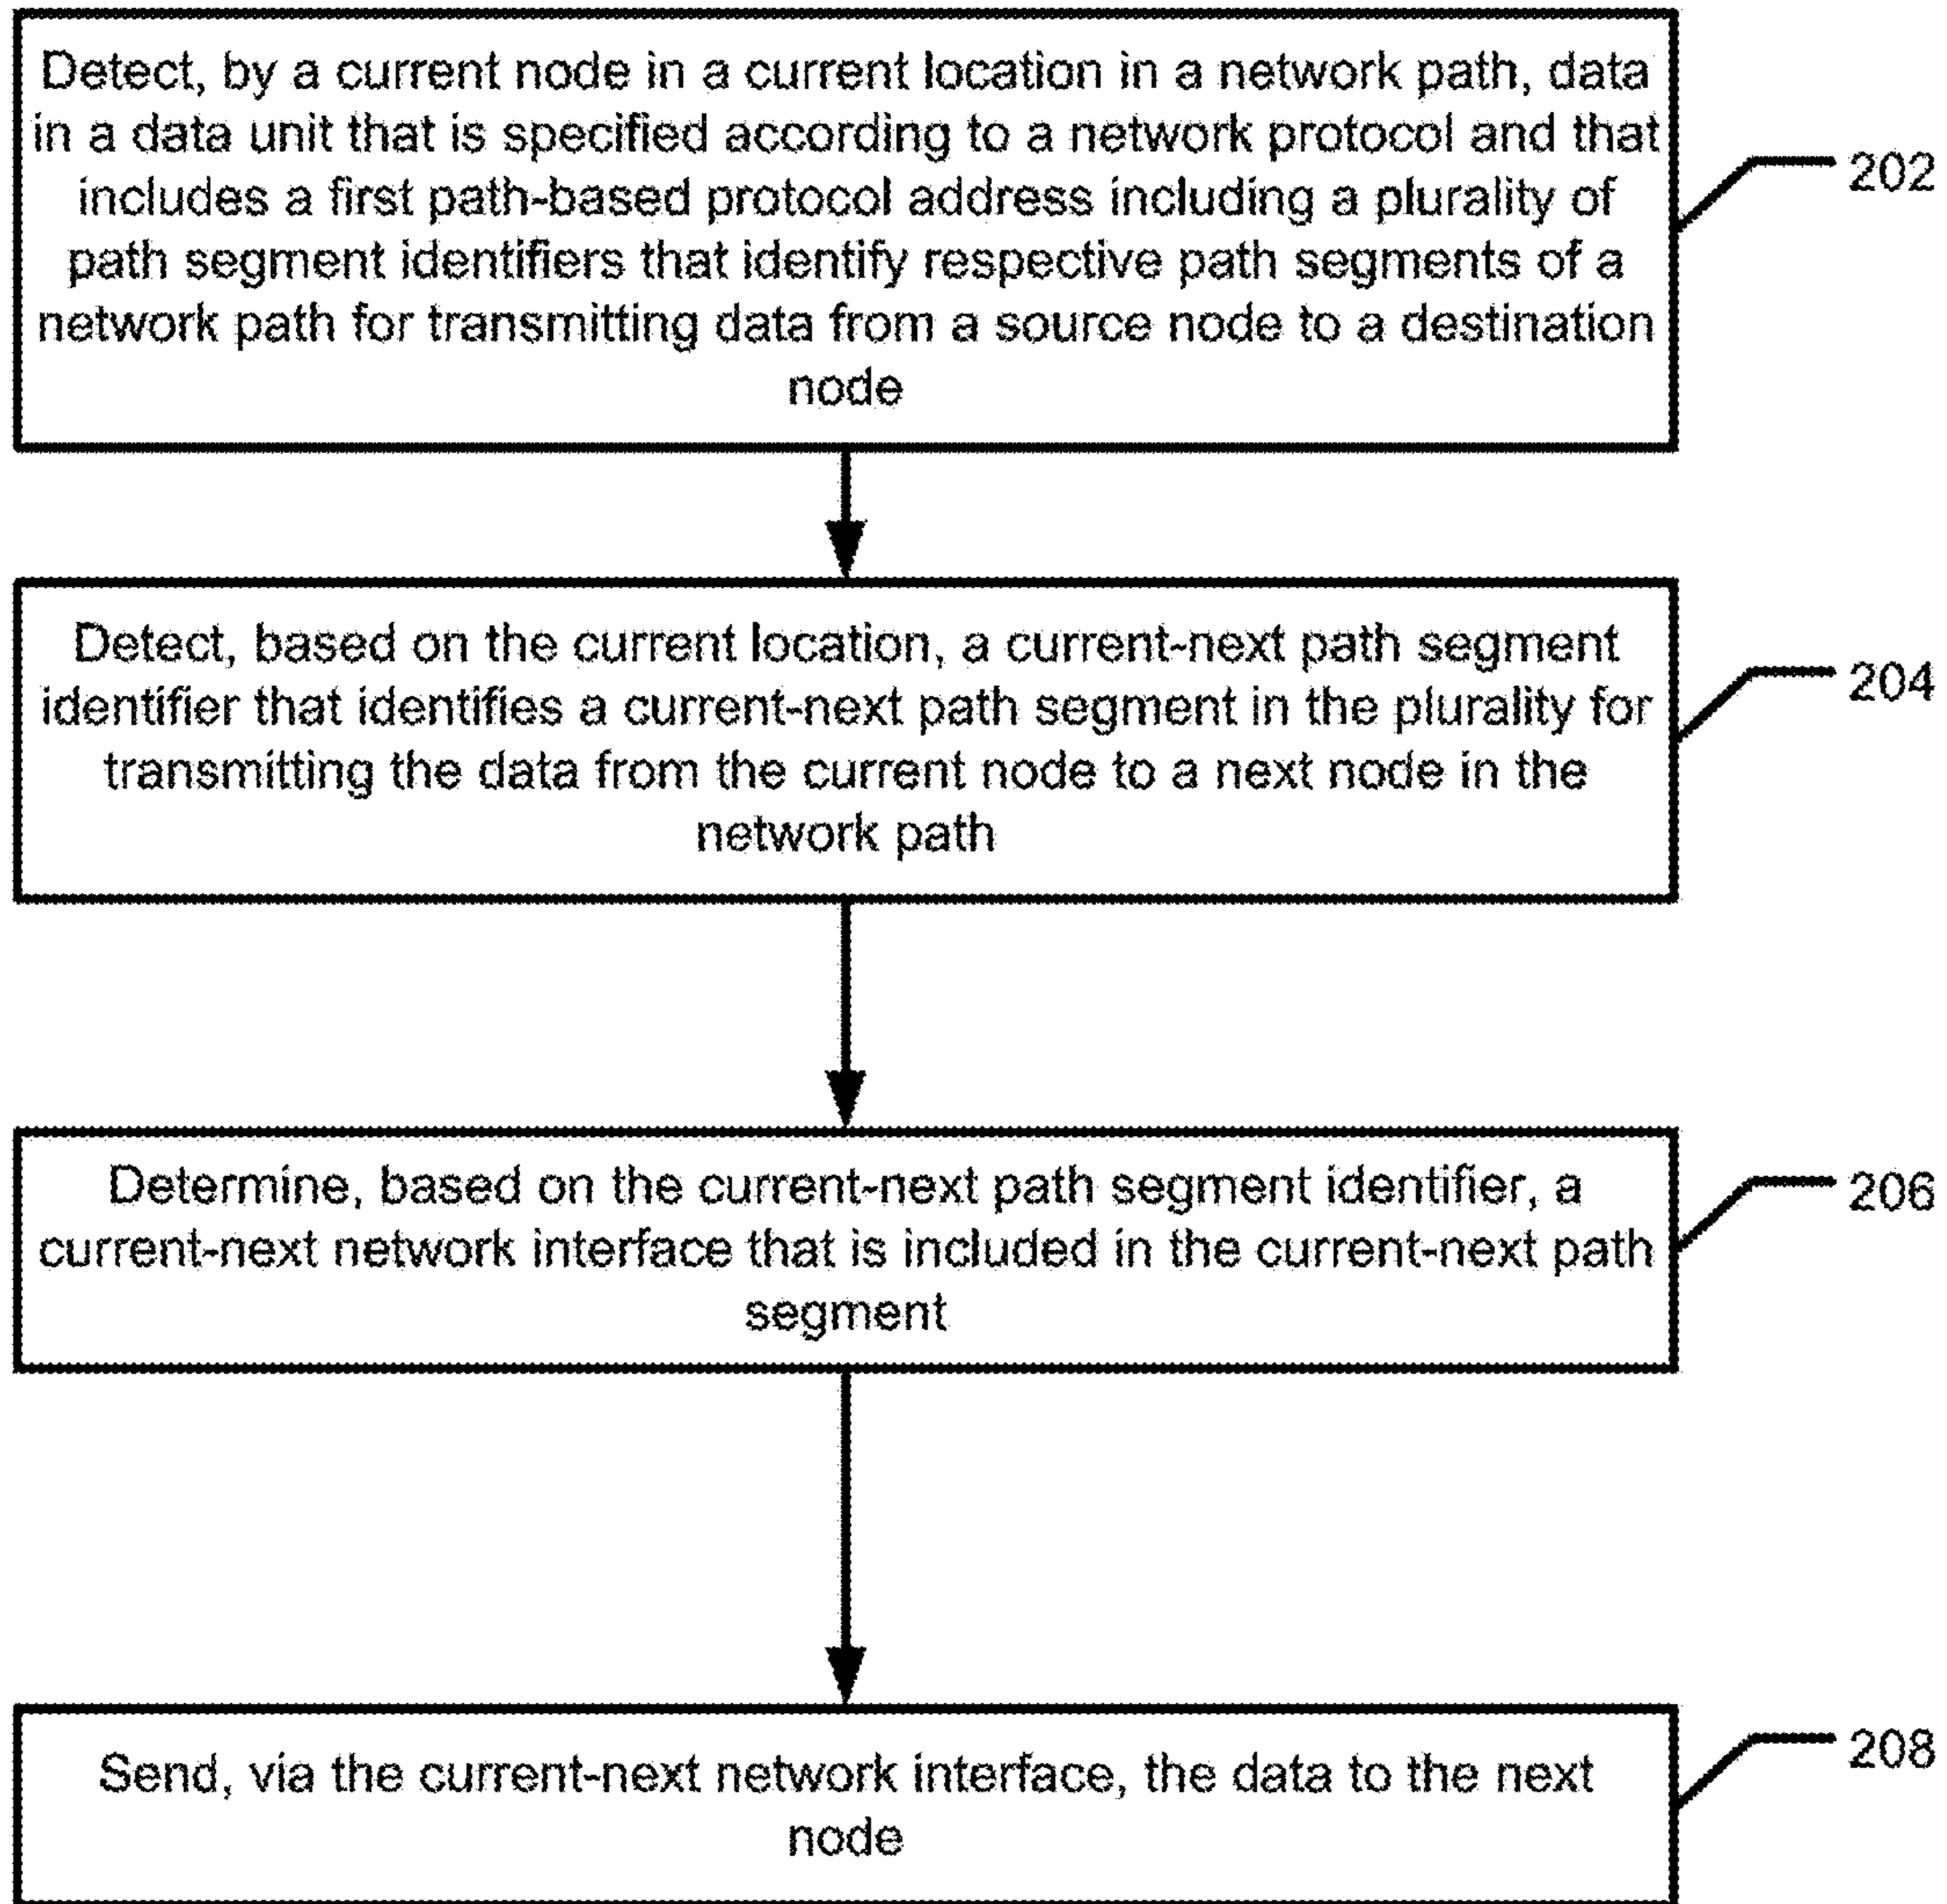 Detect, by a current node in a current location in a network path, data
in a data unit that is specified according to a network protocol and that
includes a first path-based protocol address including a plurality of
path segment identifiers that identify respective path segments of a
network path for transmitting data from a source node to a destination
node
202
Detect, based on the current location, a current-next path segment
identifier that identifies a current-next path segment in the plurality for
transmitting the data from the current node to a next node in the
network path
204
Determine, based on the current-next path segment identifier, a
current-next network interface that is included in the current-next path
segment
206
Send, via the current-next network interface, the data to the next
node
208